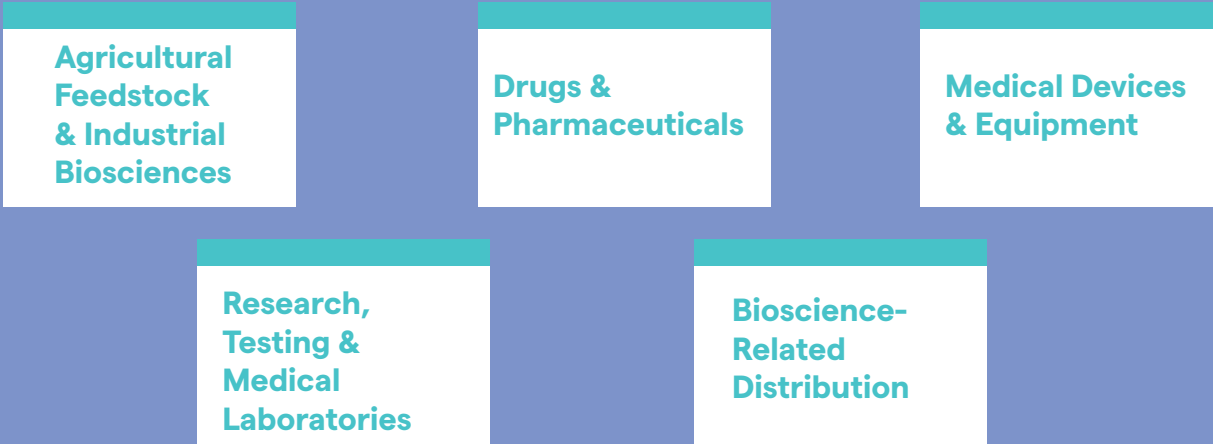 Agricultural
Feedstock
& Industrial
Biosciences
Drugs &
Pharmaceuticals
Medical Devices
& Equipment
Research,
Testing &
Medical
Laboratories
Bioscience-
Related
Distribution